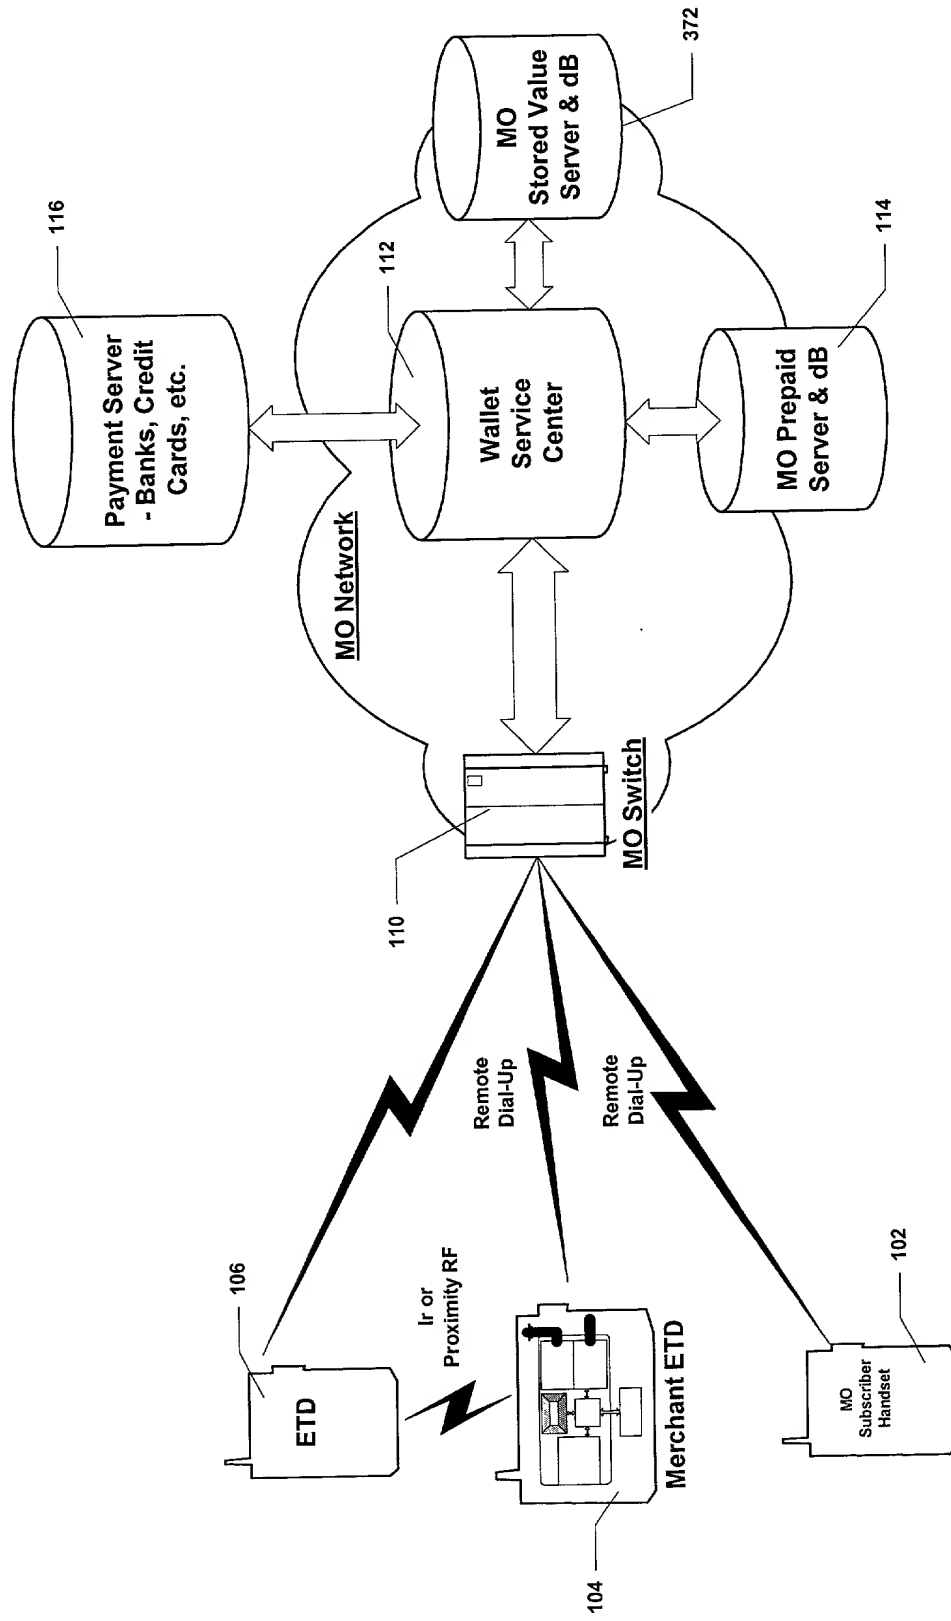 116
Payment Server
- Banks, Credit
Cards, etc.
MO Network
112
Wallet
Service
Center
MO
Stored Value
Server & dB
372
MO Prepaid
Server & dB
114
110
MO Switch
106
ETD
Ir or
Proximity RF
Remote
Dial-Up
Remote
Dial-Up
Merchant ETD
104
MO
Subscriber
Handset
102